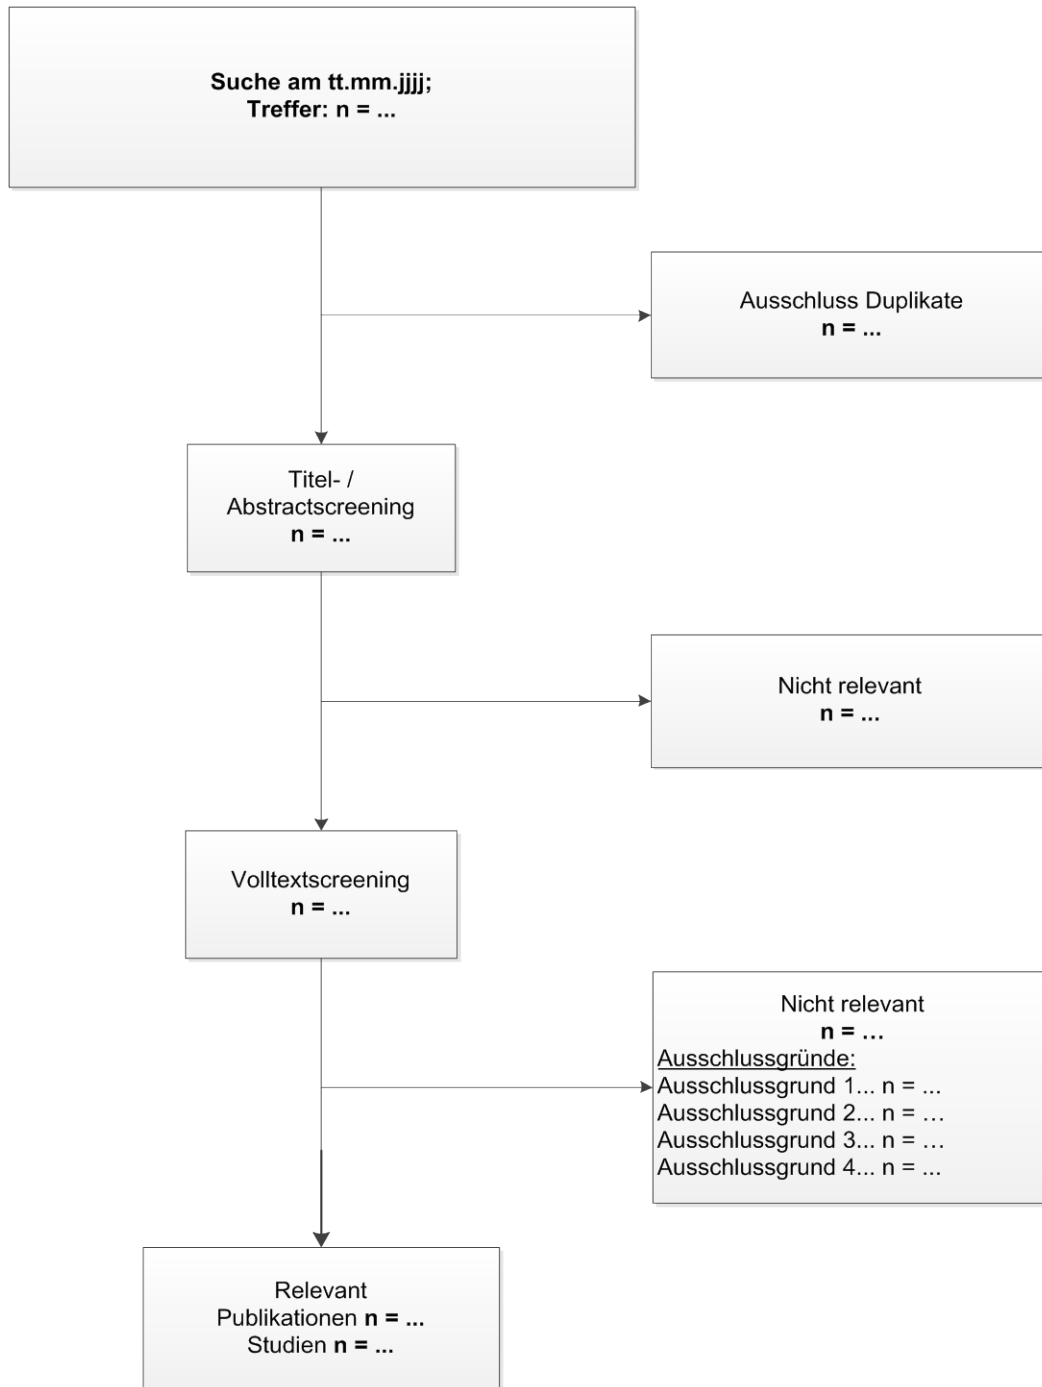 Suche am tt.mm.jjjj;
Treffer: n = ...
Ausschluss Duplikate
n = ...
Titel- /
Abstractscreening
n = ...
Nicht relevant
n = ...
Volltextscreening
n = ...
Nicht relevant
n = ...
Ausschlussgründe:
Ausschlussgrund 1... n = ...
Ausschlussgrund 2... n = ...
Ausschlussgrund 3... n = ...
Ausschlussgrund 4... n = ...
Relevant
Publikationen n = ...
Studien n = ...